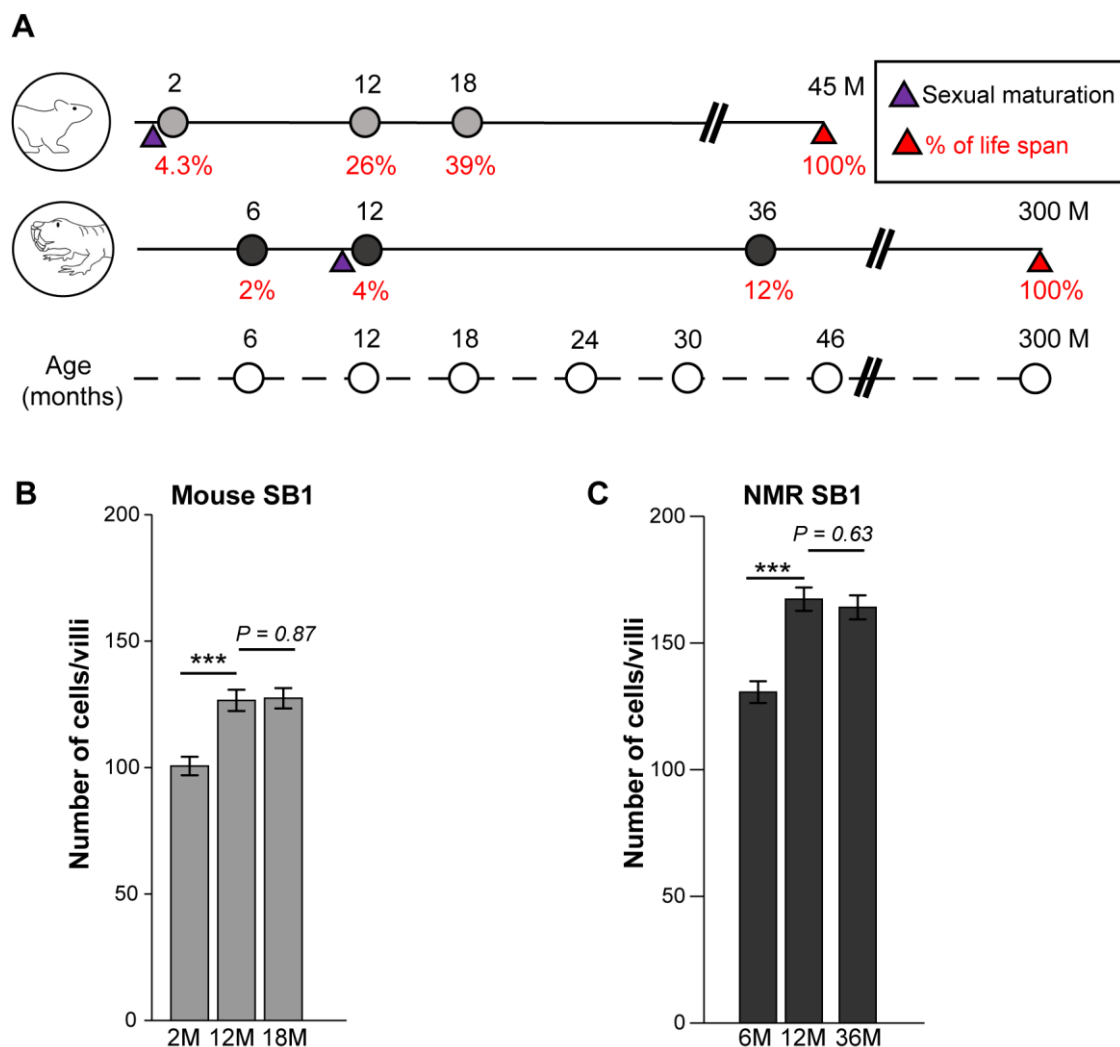 A
2 12 18 45 M
4.3% 26% 39% 100%
Sexual maturation
% of life span
6 12 36 300 M
2% 4% 12% 100%
6 12 18 24 30 46 300 M
Age
(months)
B
Mouse SB1
Number of cells/villi
200
150
100
50
0
***
P = 0.87
2M 12M 18M
C
NMR SB1
Number of cells/villi
200
150
100
50
0
***
P = 0.63
6M 12M 36M